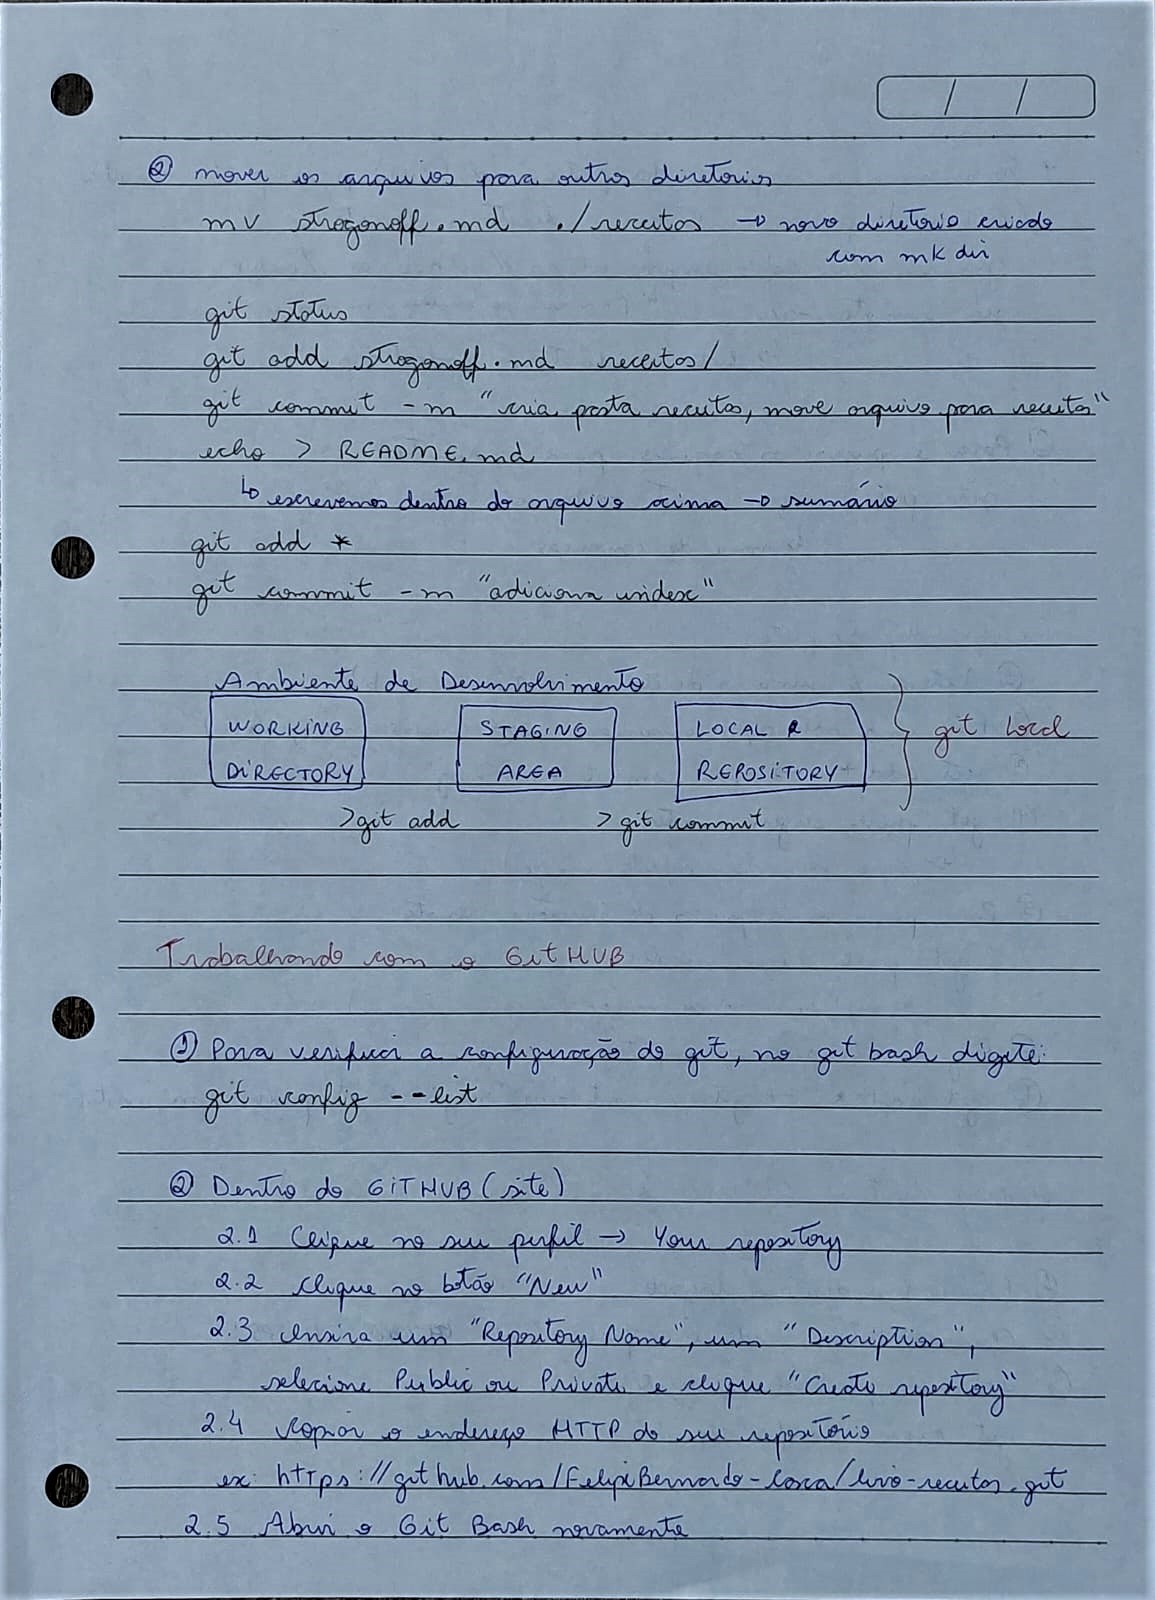 / /
② mover os arquivos para outros diretorios
mv strogonoff.md ./receitas → novo diretorio criado
com mkdir
git status
git add strogonoff.md receitas/
git commit -m "cria pasta receitas, move arquivo para receitas"
echo > README.md
↳ escrevemos dentro do arquivo acima → sumário
git add *
git commit -m "adiciona index"
Ambiente de Desenvolvimento
WORKING STAGING LOCAL R
DIRECTORY AREA REPOSITORY } git local
>git add >git commit
Trabalhando com o GitHUB
① Para verificar a configuração do git, no git bash digite:
git config --list
② Dentro do GITHUB (site)
2.1 Clique no seu perfil → Your repository
2.2 Clique no botão "New"
2.3 Insira um "Repository Name", um "Description",
selecione Public ou Private e clique "Create repository"
2.4 Copiar o endereço HTTP do seu repositório
ex: https://github.com/FelipeBernardo- /livro-receitas.git
2.5 Abrir o Git Bash novamente